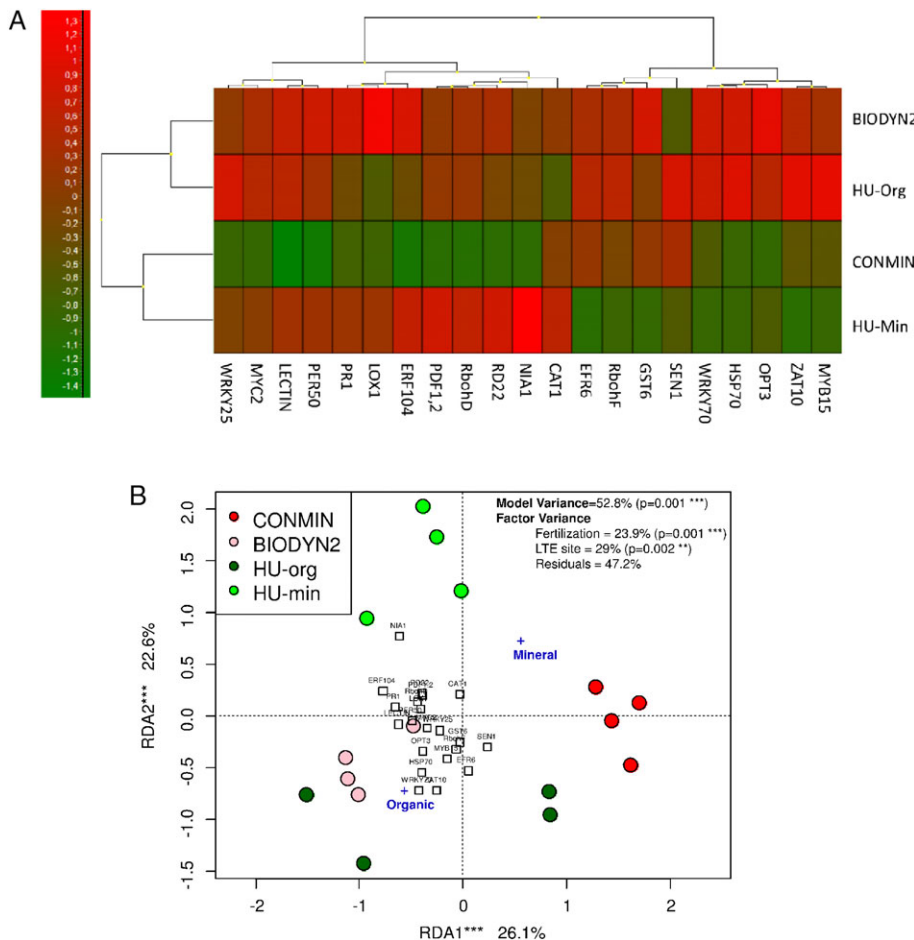 A
1,3
1,2
1,1
1
0,9
0,8
0,7
0,6
0,5
0,4
0,3
0,2
0,1
0
-0,1
-0,2
-0,3
-0,4
-0,5
-0,6
-0,7
-0,8
-0,9
-1
-1,1
-1,2
-1,3
-1,4
BIODYN2
HU-Org
CONMIN
HU-Min
WRKY25
MYC2
LECTIN
PER50
PR1
LOX1
ERF104
PDF1,2
RbohD
RD22
NIA1
CAT1
EFR6
RbohF
GST6
SEN1
WRKY70
HSP70
OPT3
ZAT10
MYB15
B
CONMIN
BIODYN2
HU-org
HU-min
Model Variance=52.8% (p=0.001 ***)
Factor Variance
Fertilization = 23.9% (p=0.001 ***)
LTE site = 29% (p=0.002 **)
Residuals = 47.2%
NIA1
Mineral
ERF104
CAT1
PR1
GST6
SEN1
OPT3
HSP70
EFR6
Organic
RDA2*** 22.6%
2.0
1.5
1.0
0.5
0.0
-0.5
-1.0
-1.5
-2
-1
0
1
2
RDA1*** 26.1%